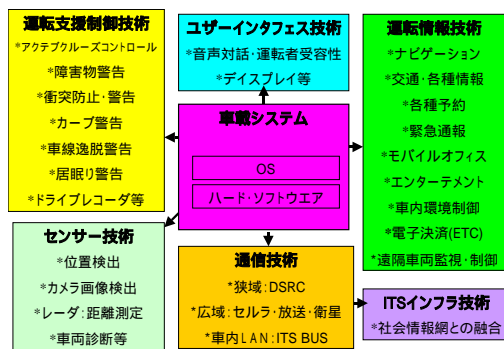 運転支援制御技術
*アクテブクルーズコントロール
*障害物警告
*衝突防止･警告
*カーブ警告
*車線逸脱警告
*居眠り警告
*ドライブレコーダ等
ユザーインタフェス技術
*音声対話･運転者受容性
*デイスプレイ等
運転情報技術
*ナビゲーション
*交通･各種情報
*各種予約
*緊急通報
*モバイルオフィス
*エンターテメント
*車内環境制御
*電子決済(ETC)
*遠隔車両監視･制御
車載システム
OS
ハード･ソフトウエア
センサー技術
*位置検出
*カメラ画像検出
*レーダ:距離測定
*車両診断等
通信技術
*狭域:DSRC
*広域:セルラ･放送･衛星
*車内LAN:ITS BUS
ITSインフラ技術
*社会情報網との融合